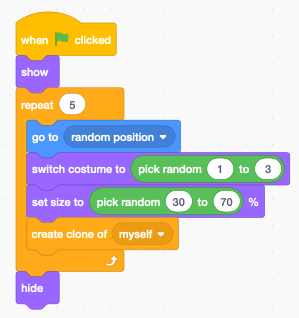 when clicked
show
repeat 5
go to random position
switch costume to pick random 1 to 3
set size to pick random 30 to 70 %
create clone of myself
hide